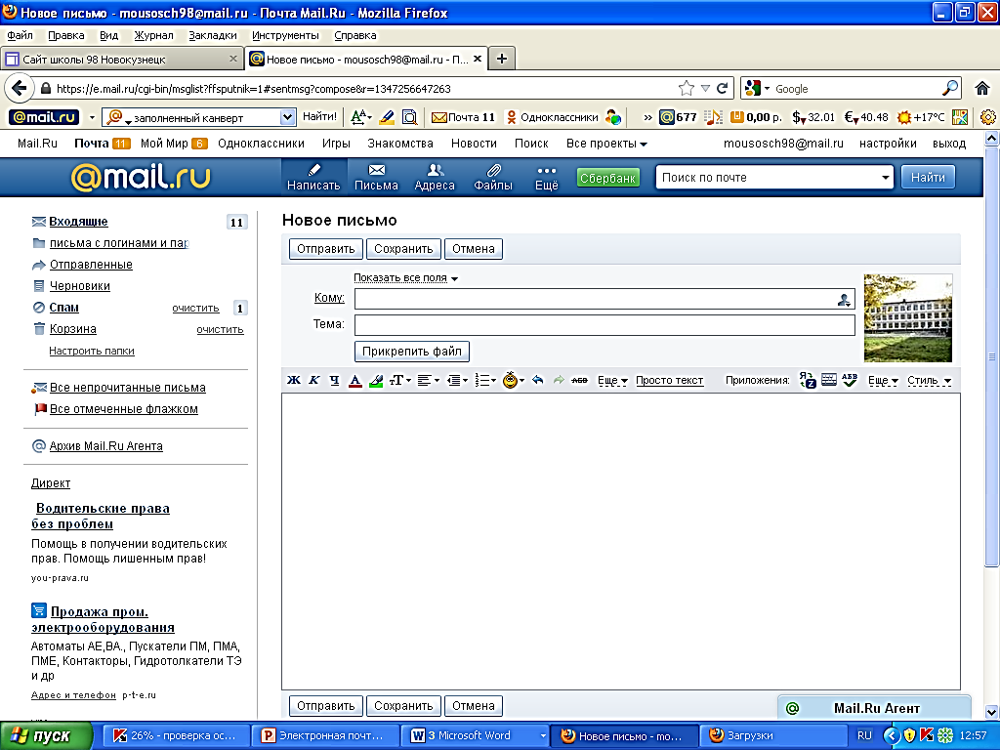 Новое письмо - mousosch98@mail.ru - Почта Mail.Ru - Mozilla Firefox
Файл Правка Вид Журнал Закладки Инструменты Справка
Сайт школы 98 Новокузнецк
Новое письмо - mousosch98@mail.ru - П...
https://e.mail.ru/cgi-bin/msglist?ffsputnik=1#sentmsg?compose&r=1347256647263
Google
@mail.ru заполненный канверт Найти! Почта 11 Одноклассники » 677 0,00 р. $ 32.01 € 40.48 +17°C
Mail.Ru Почта 11 Мой Мир 6 Одноклассники Игры Знакомства Новости Поиск Все проекты mousosch98@mail.ru настройки выход
@mail.ru Написать Письма Адреса Файлы Ещё Сбербанк Поиск по почте Найти
Входящие 11
письма с логинами и пар
Отправленные
Черновики
Спам очистить 1
Корзина очистить
Настроить папки
Все непрочитанные письма
Все отмеченные флажком
Архив Mail.Ru Агента
Директ
Водительские права
без проблем
Помощь в получении водительских
прав. Помощь лишенным прав!
you-prava.ru
Продажа пром.
электрооборудования
Автоматы АЕ,ВА., Пускатели ПМ, ПМА,
ПМЕ, Контакторы, Гидротолкатели ТЭ
и др
Адрес и телефон p-t-e.ru
Новое письмо
Отправить Сохранить Отмена
Показать все поля
Кому:
Тема:
Прикрепить файл
Ж К Ч А T ABC Еще Просто текст Приложения: Я Z АБВ Еще Стиль
Отправить Сохранить Отмена
Mail.Ru Агент
пуск 26% - проверка ос... Электронная почт... 3 Microsoft Word Новое письмо - mo... Загрузки RU 12:57